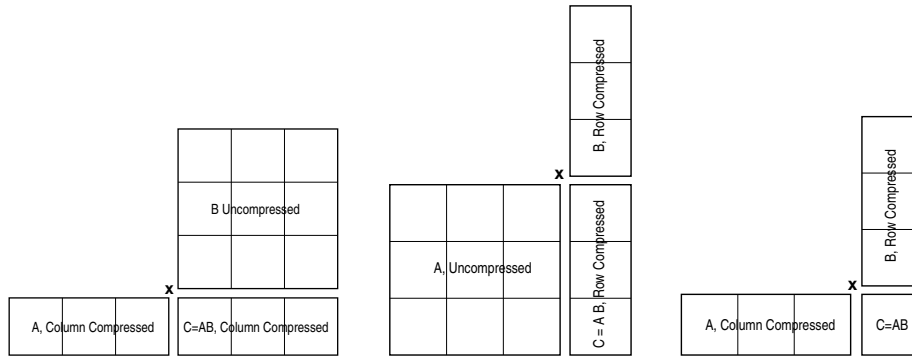 B Uncompressed
x
A, Column Compressed
C=AB, Column Compressed
B, Row Compressed
x
A, Uncompressed
C = A B, Row Compressed
B, Row Compressed
x
A, Column Compressed
C=AB